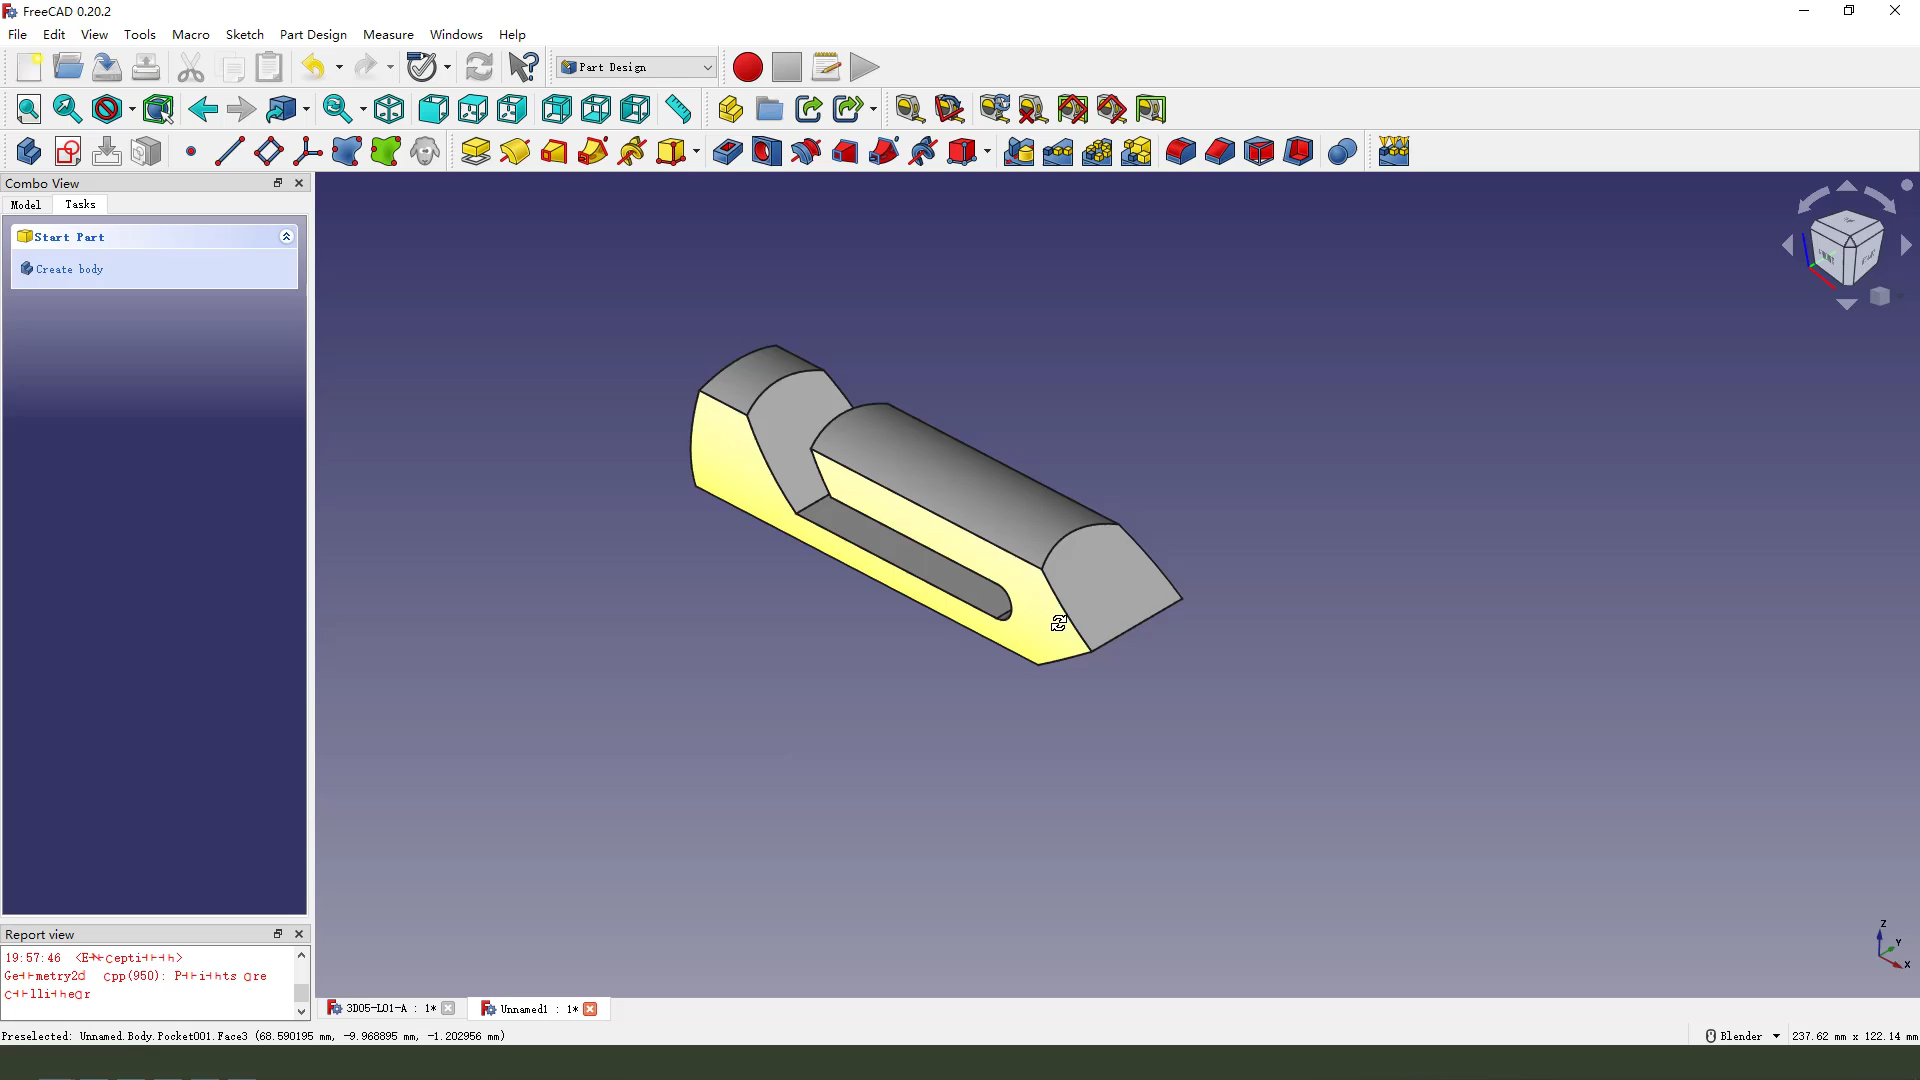 FreeCAD 0.20.2
File Edit View Tools Macro Sketch Part Design Measure Windows Help
Part Design
Combo View
Model Tasks
Start Part
Create body
Report view
19:57:46
cpp(950):
3D05-L01-A : 1*
Unnamed1 : 1*
Preselected: Unnamed.Body.Pocket001.Face3 (68.590195 mm, -9.968895 mm, -1.202956 mm)
Blender
237.62 mm x 122.14 mm
Z
Y
X